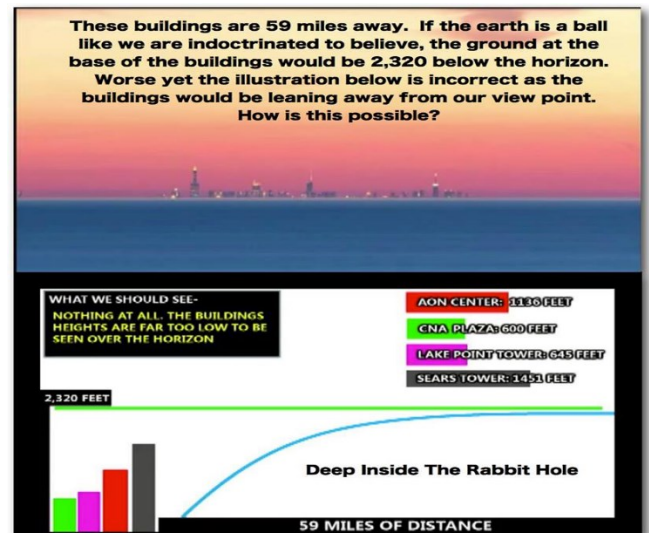 These buildings are 59 miles away. If the earth is a ball
like we are indoctrinated to believe, the ground at the
base of the buildings would be 2,320 below the horizon.
Worse yet the illustration below is incorrect as the
buildings would be leaning away from our view point.
How is this possible?
WHAT WE SHOULD SEE-
NOTHING AT ALL. THE BUILDINGS
HEIGHTS ARE FAR TOO LOW TO BE
SEEN OVER THE HORIZON
AON CENTER: 1136 FEET
CNA PLAZA: 600 FEET
LAKE POINT TOWER: 645 FEET
SEARS TOWER: 1451 FEET
2,320 FEET
Deep Inside The Rabbit Hole
59 MILES OF DISTANCE